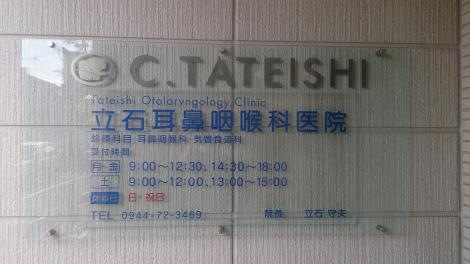 C.TATEISHI
Tateishi Otolaryngology Clinic
立石耳鼻咽喉科医院
診療科目 耳鼻咽喉科・気管食道科
受付時間
月 金 9:00〜12:30、14:30〜18:00
土 9:00〜12:00、13:00〜15:00
休診日 日・祝日
TEL 0944-72-3469 院長 立石 守夫